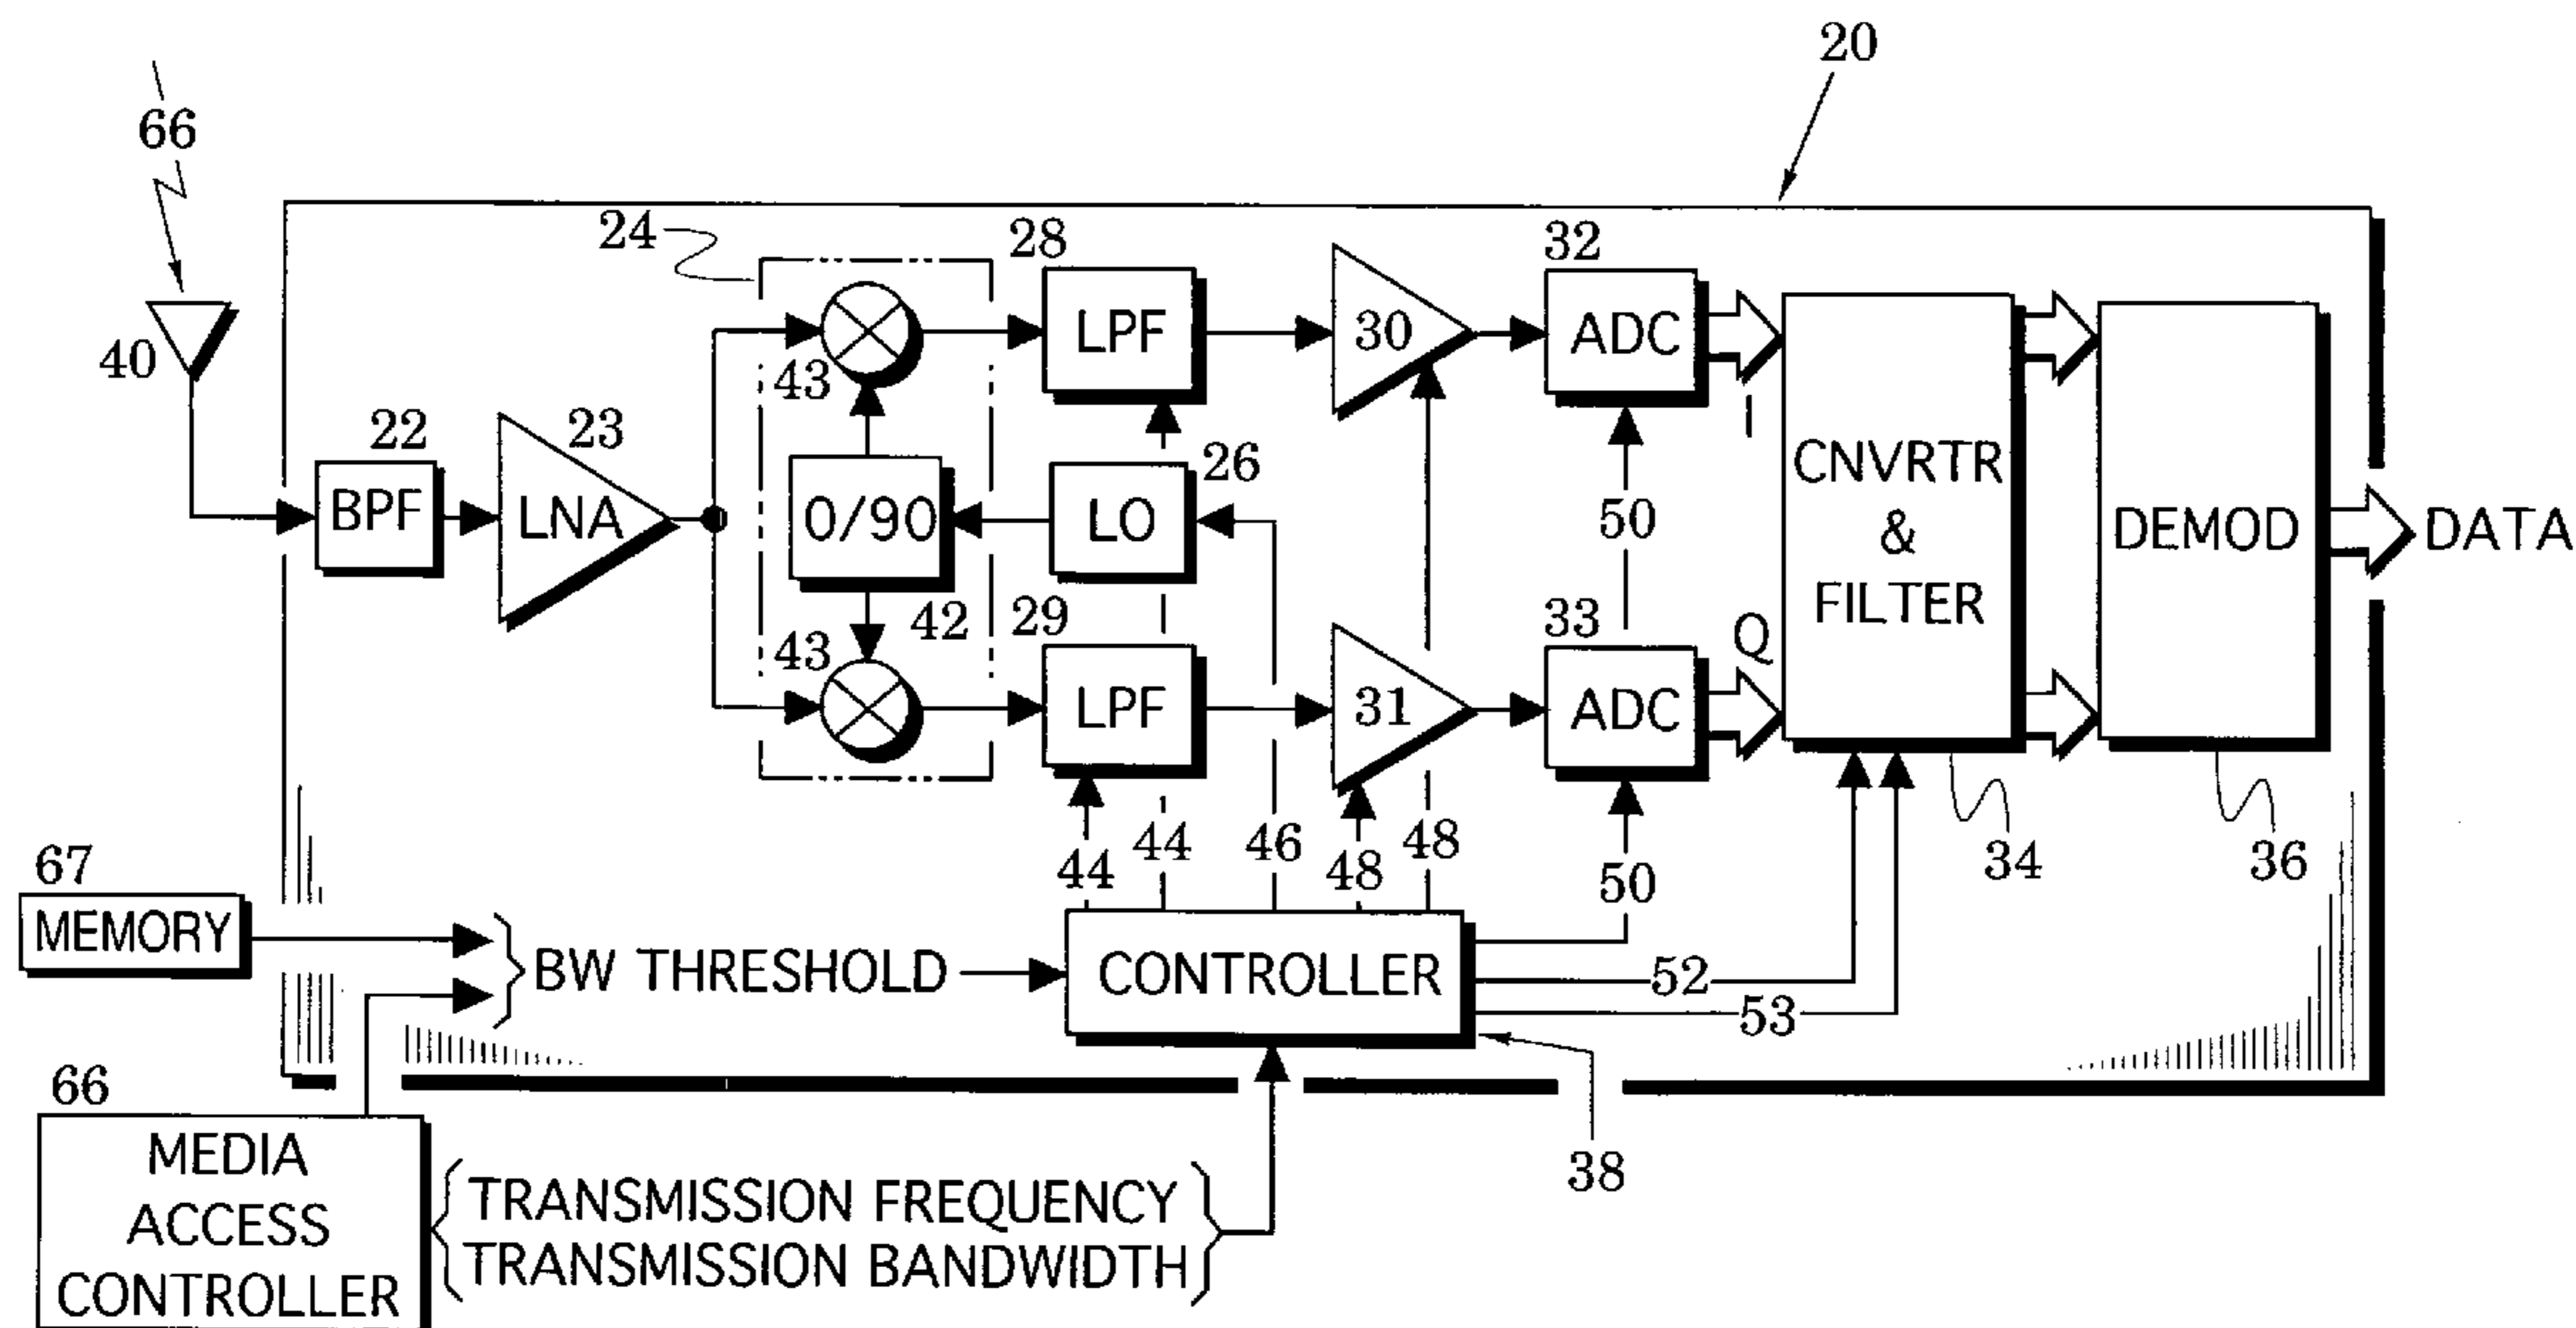 20
66
24
28
32
40
43
LPF
30
ADC
I
22
23
26
BPF
LNA
0/90
LO
50
CNVRTR
&
FILTER
DEMOD
DATA
42
29
33
Q
43
LPF
31
ADC
44
44
46
48
48
50
34
36
67
MEMORY
BW THRESHOLD
CONTROLLER
52
53
38
66
MEDIA
ACCESS
CONTROLLER
TRANSMISSION FREQUENCY
TRANSMISSION BANDWIDTH